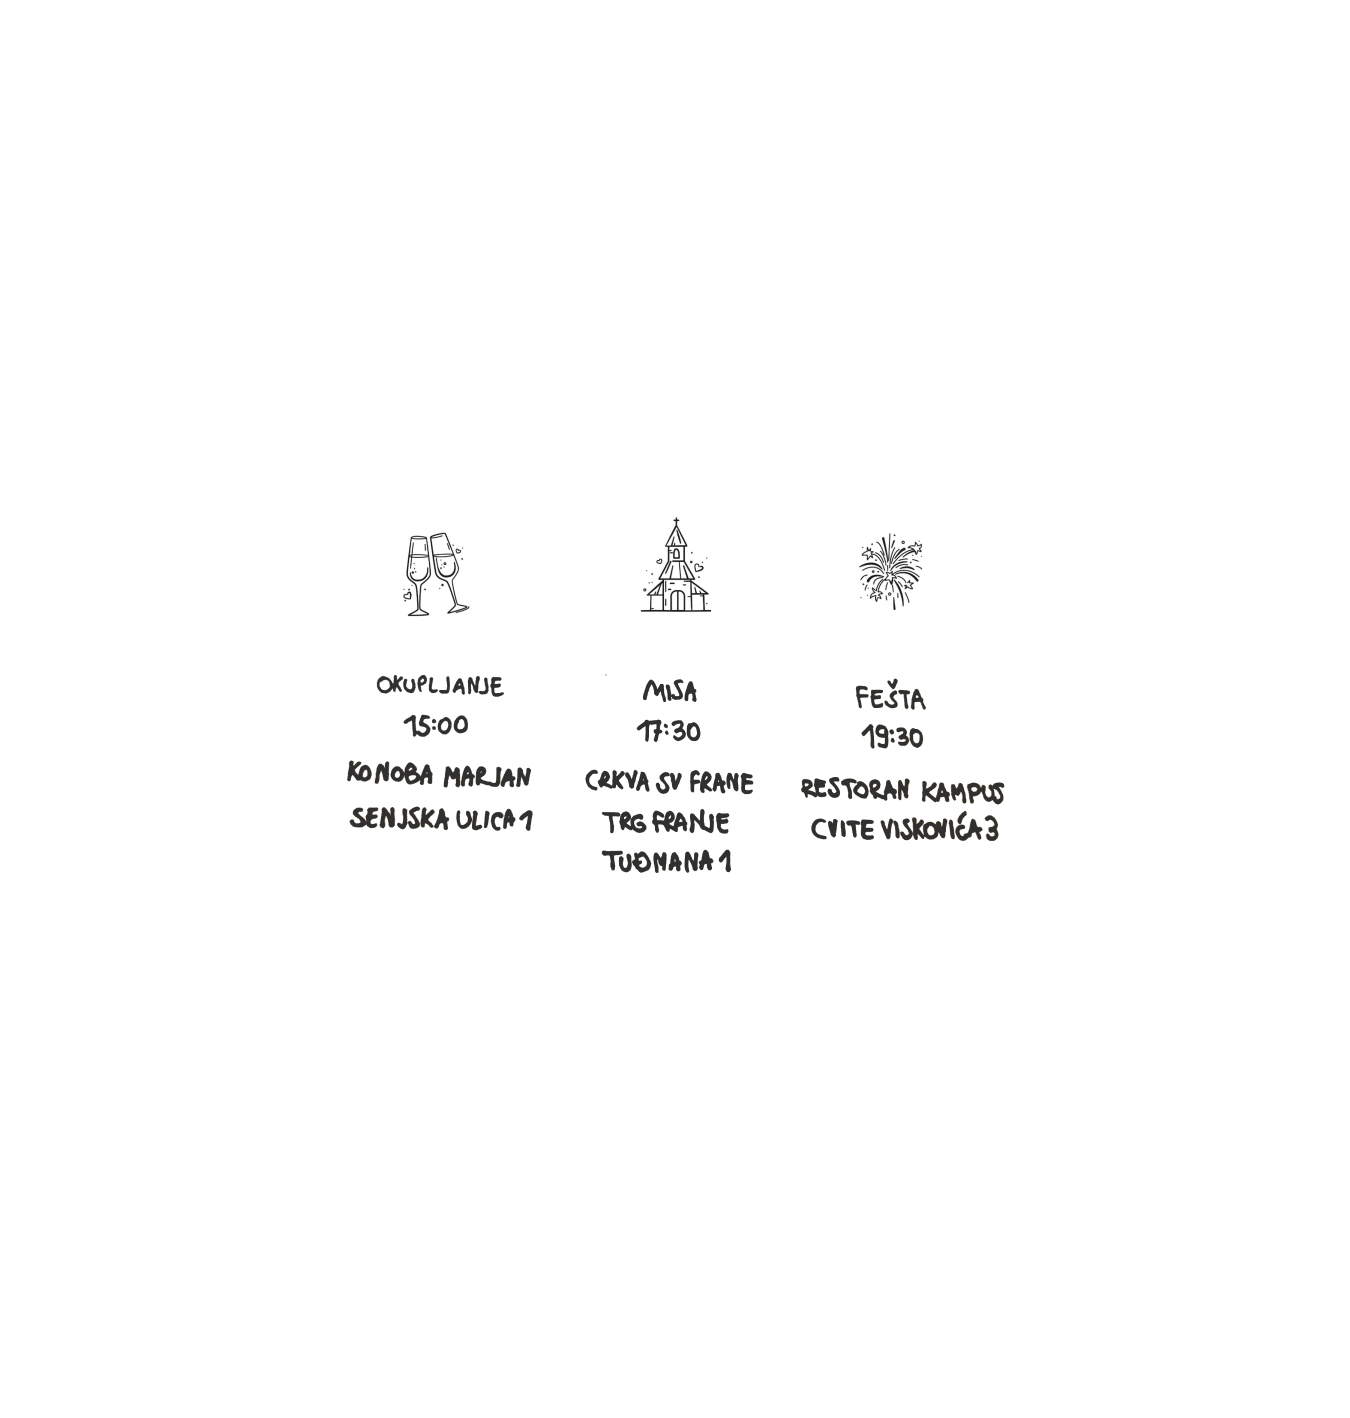 OKUPLJANJE
15:00
KONOBA MARJAN
SENJSKA ULICA 1
MISA
17:30
CRKVA SV FRANE
TRG FRANJE
TUĐMANA 1
FEŠTA
19:30
RESTORAN KAMPUS
CVITE VISKOVIĆA 3